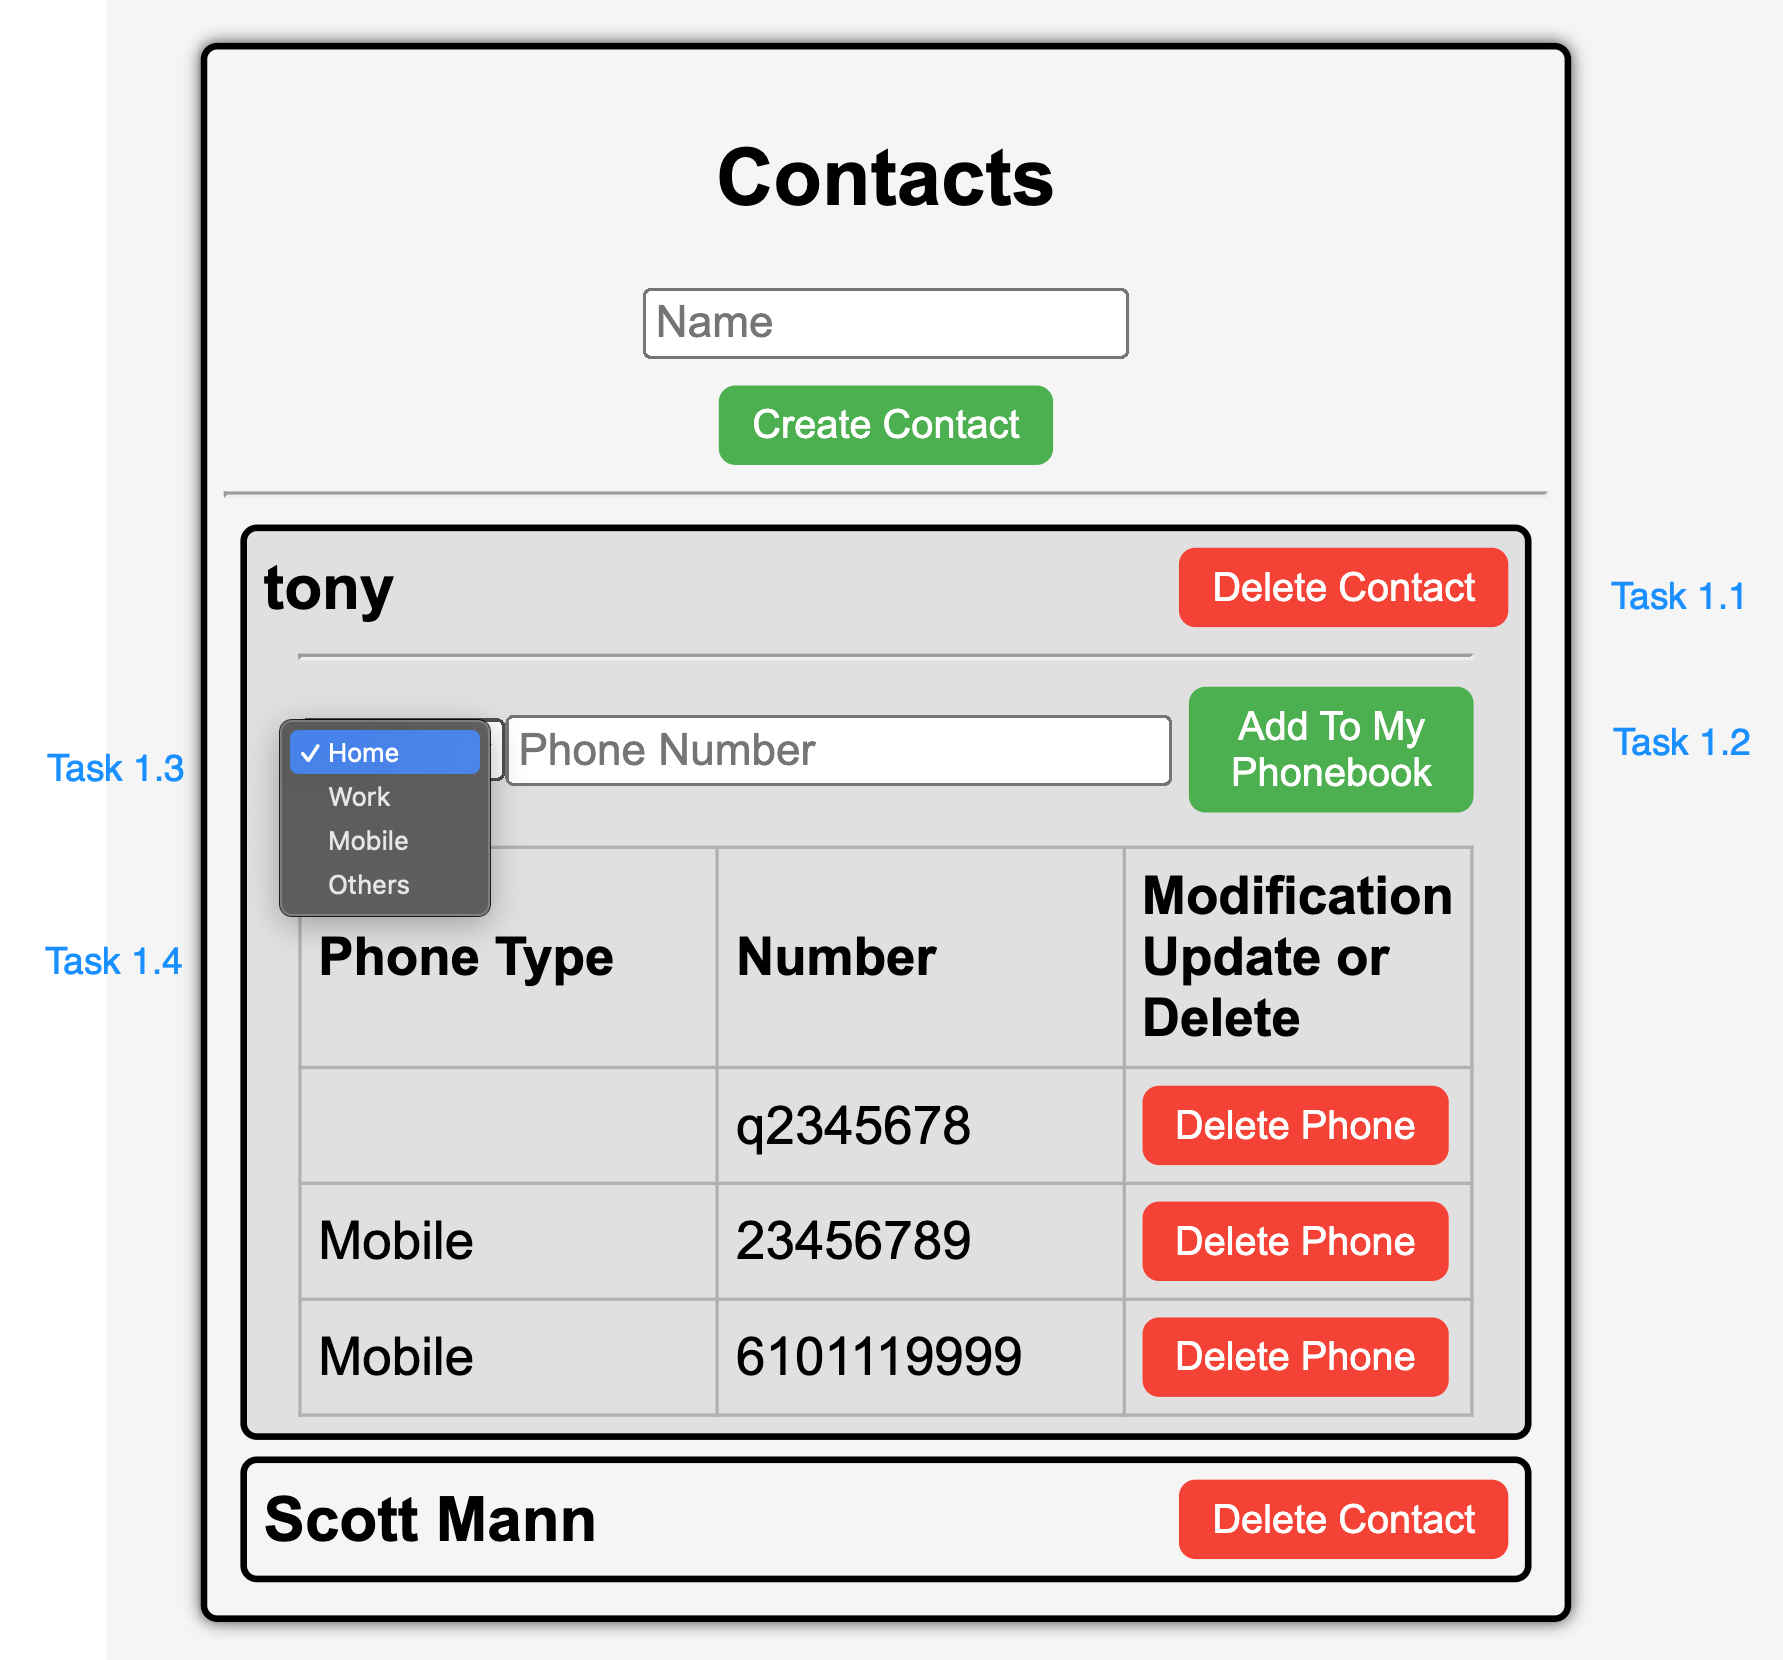 Contacts
Name
Create Contact
tony
Delete Contact
Task 1.1
Task 1.3
✓ Home
Work
Mobile
Others
Phone Number
Add To My
Phonebook
Task 1.2
Task 1.4
Phone Type
Number
Modification
Update or
Delete
q2345678
Delete Phone
Mobile
23456789
Delete Phone
Mobile
6101119999
Delete Phone
Scott Mann
Delete Contact